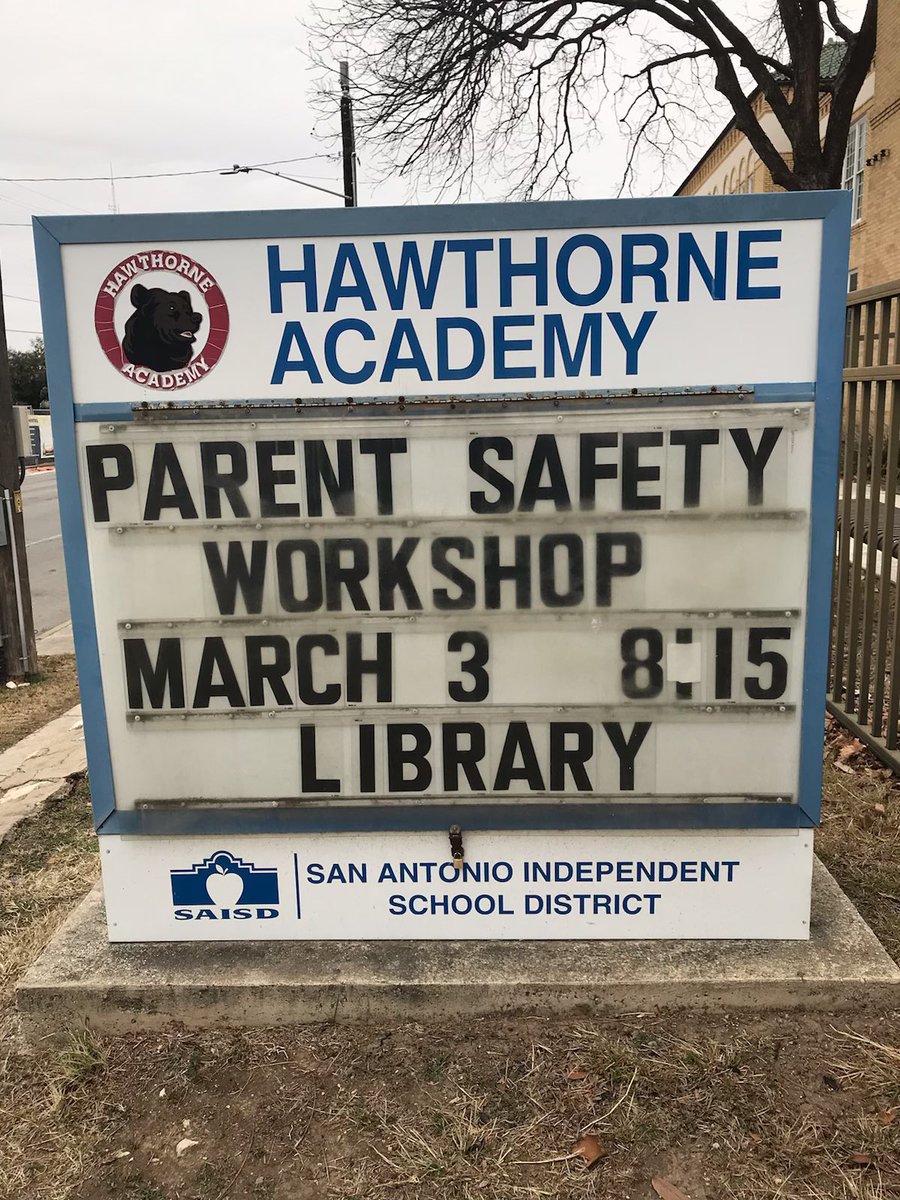 HAWTHORNE
ACADEMY
HAWTHORNE
ACADEMY
PARENT SAFETY
WORKSHOP
MARCH 3 8:15
LIBRARY
SAISD
SAN ANTONIO INDEPENDENT
SCHOOL DISTRICT